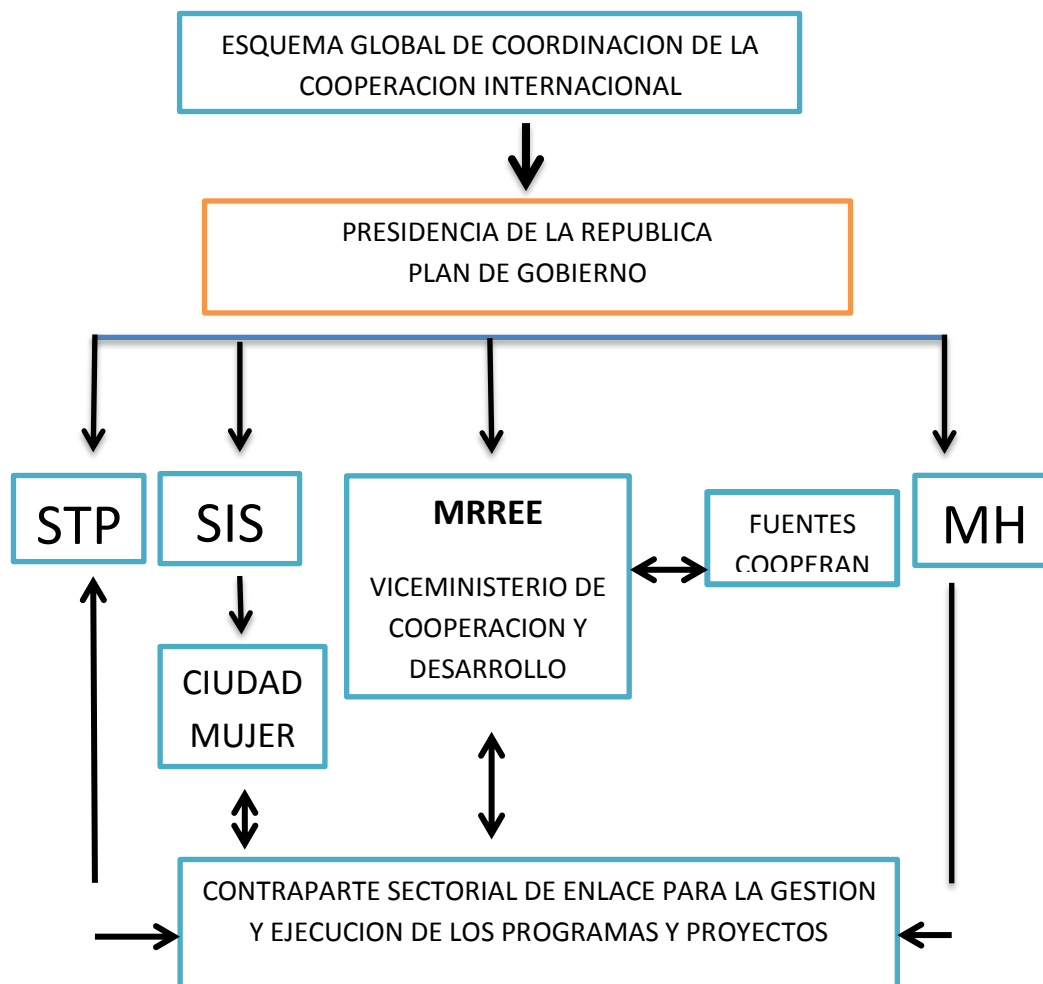 ESQUEMA GLOBAL DE COORDINACION DE LA
COOPERACION INTERNACIONAL
PRESIDENCIA DE LA REPUBLICA
PLAN DE GOBIERNO
STP
SIS
MRREE
VICEMINISTERIO DE
COOPERACION Y
DESARROLLO
FUENTES
COOPERAN
MH
CIUDAD
MUJER
CONTRAPARTE SECTORIAL DE ENLACE PARA LA GESTION
Y EJECUCION DE LOS PROGRAMAS Y PROYECTOS